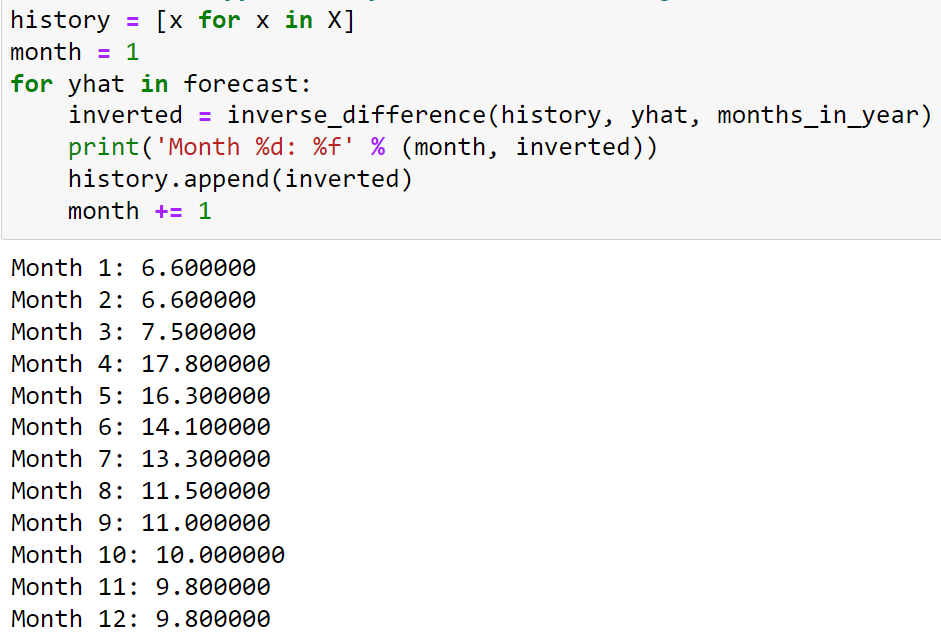 history = [x for x in X]
month = 1
for yhat in forecast:
    inverted = inverse_difference(history, yhat, months_in_year)
    print('Month %d: %f' % (month, inverted))
    history.append(inverted)
    month += 1
Month 1: 6.600000
Month 2: 6.600000
Month 3: 7.500000
Month 4: 17.800000
Month 5: 16.300000
Month 6: 14.100000
Month 7: 13.300000
Month 8: 11.500000
Month 9: 11.000000
Month 10: 10.000000
Month 11: 9.800000
Month 12: 9.800000